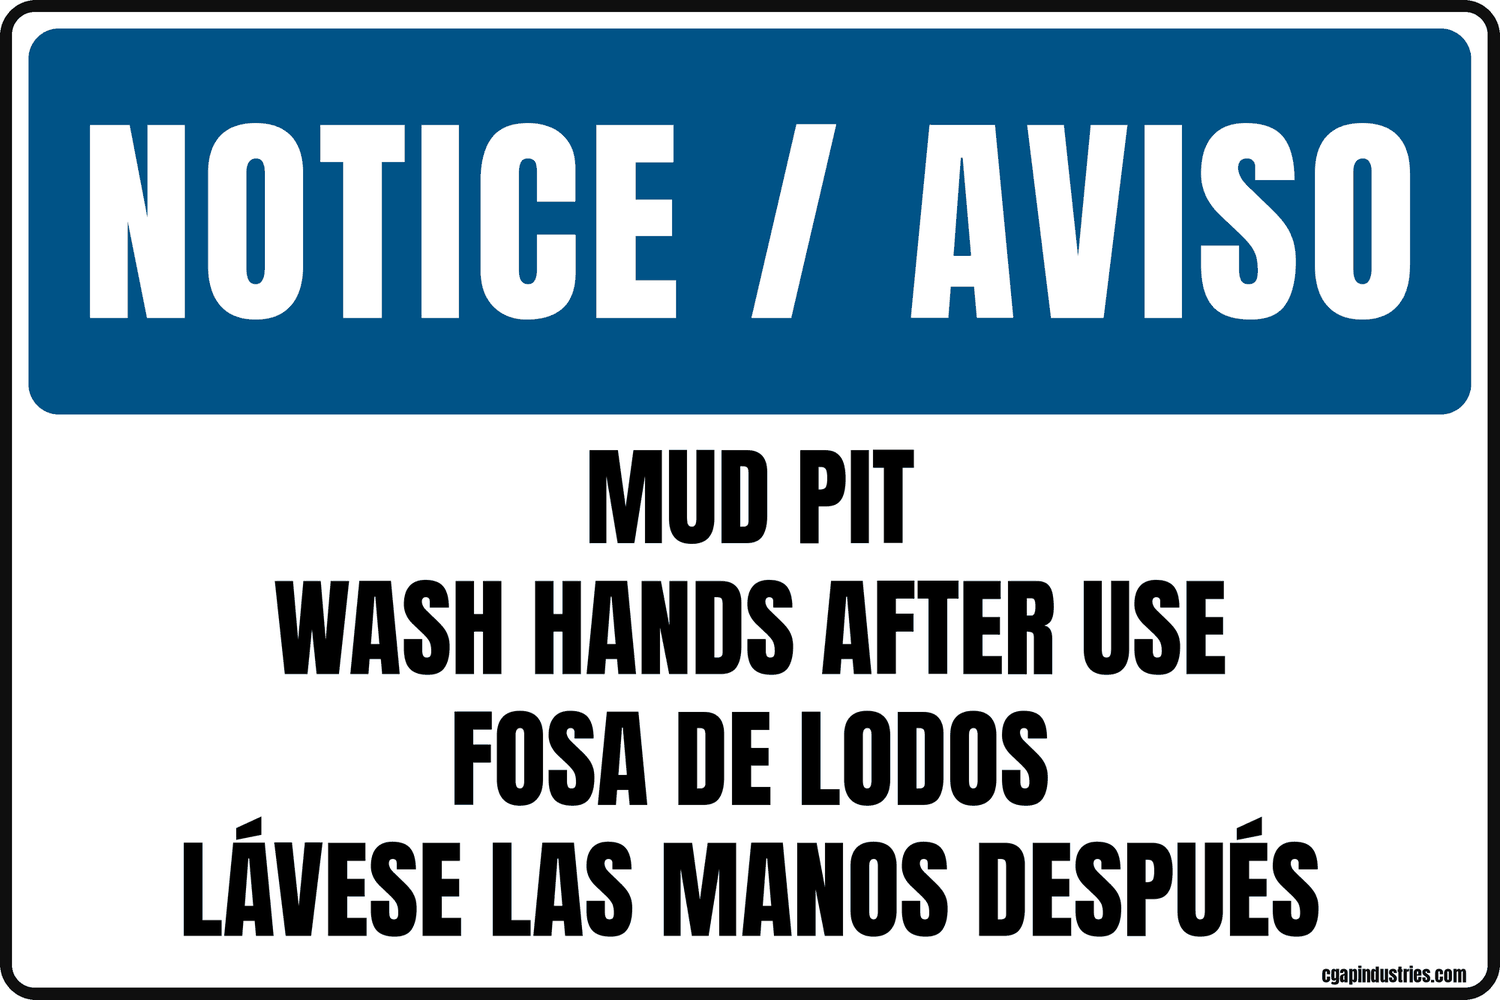 NOTICE / AVISO
MUD PIT
WASH HANDS AFTER USE
FOSA DE LODOS
LÁVESE LAS MANOS DESPUÉS
cgapindustries.com